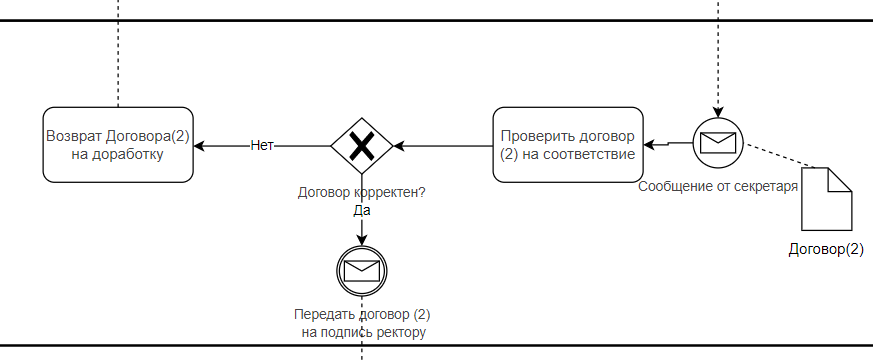 Возврат Договора(2)
на доработку
Нет
Договор корректен?
Да
Проверить договор
(2) на соответствие
Сообщение от секретаря
Договор(2)
Передать договор (2)
на подпись ректору